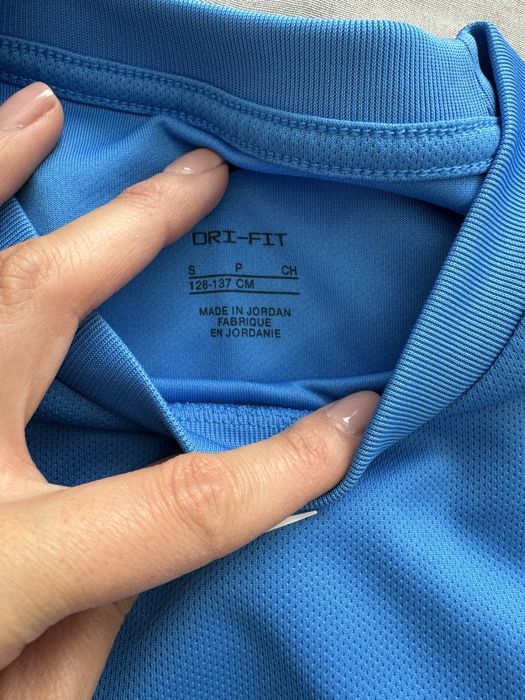 DRI-FIT
S P CH
128-137 CM
MADE IN JORDAN
FABRIQUE
EN JORDANIE